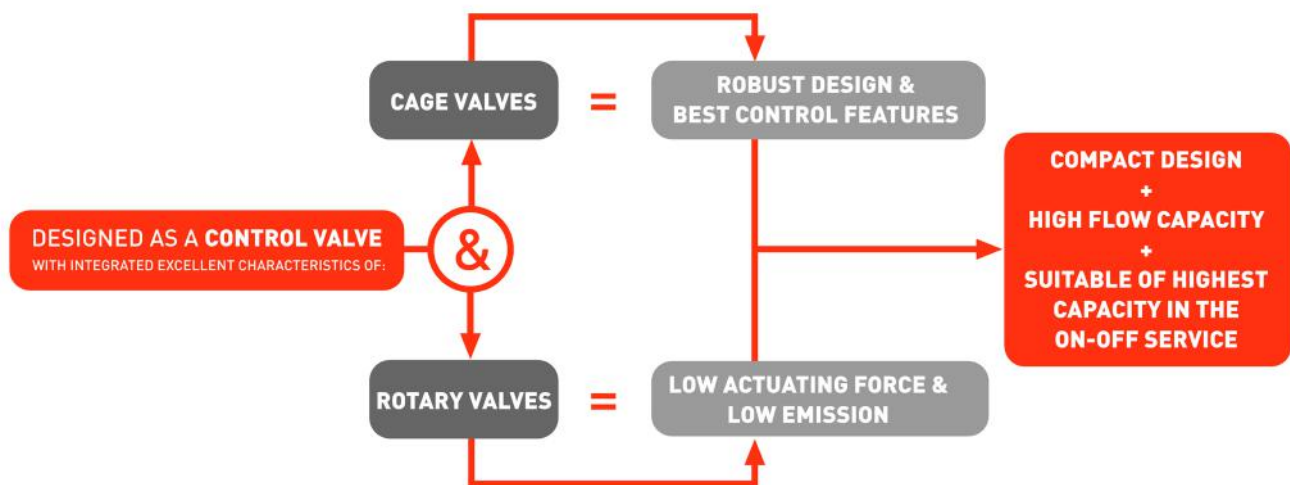 DESIGNED AS A CONTROL VALVE
WITH INTEGRATED EXCELLENT CHARACTERISTICS OF:
&
CAGE VALVES
=
ROBUST DESIGN &
BEST CONTROL FEATURES
ROTARY VALVES
=
LOW ACTUATING FORCE &
LOW EMISSION
COMPACT DESIGN
+
HIGH FLOW CAPACITY
+
SUITABLE OF HIGHEST
CAPACITY IN THE
ON-OFF SERVICE